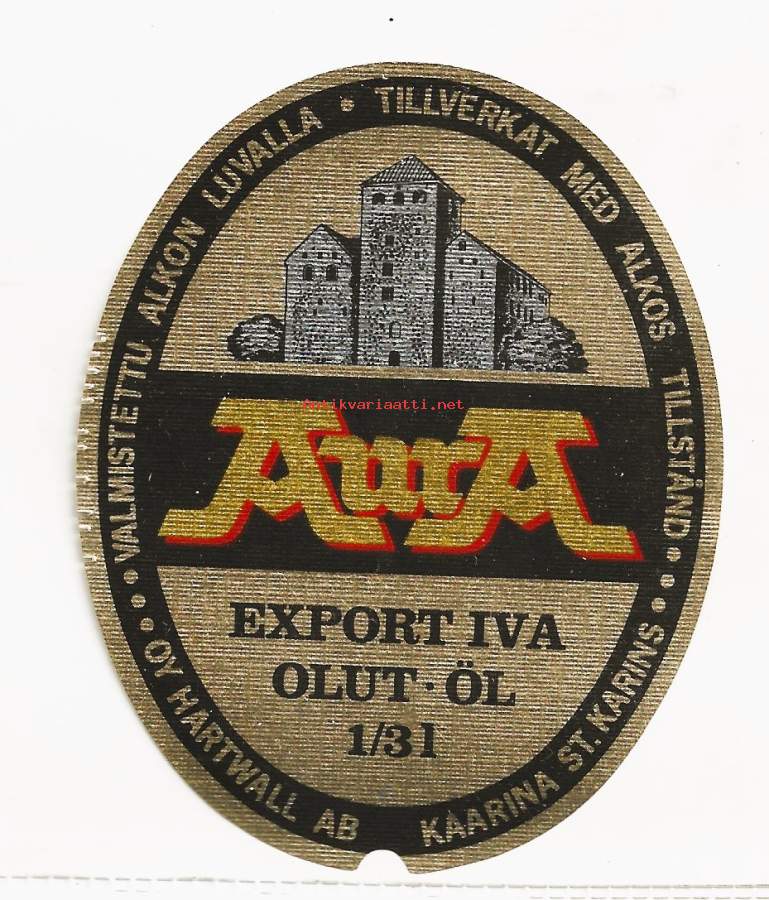 VALMISTETTU ALKON LUVALLA • TILLVERKAT MED ALKOS TILLSTÅND
antikvariaatti.net
AurA
EXPORT IVA
OLUT · ÖL
1/3 l
OY HARTWALL AB KAARINA ST. KARINS